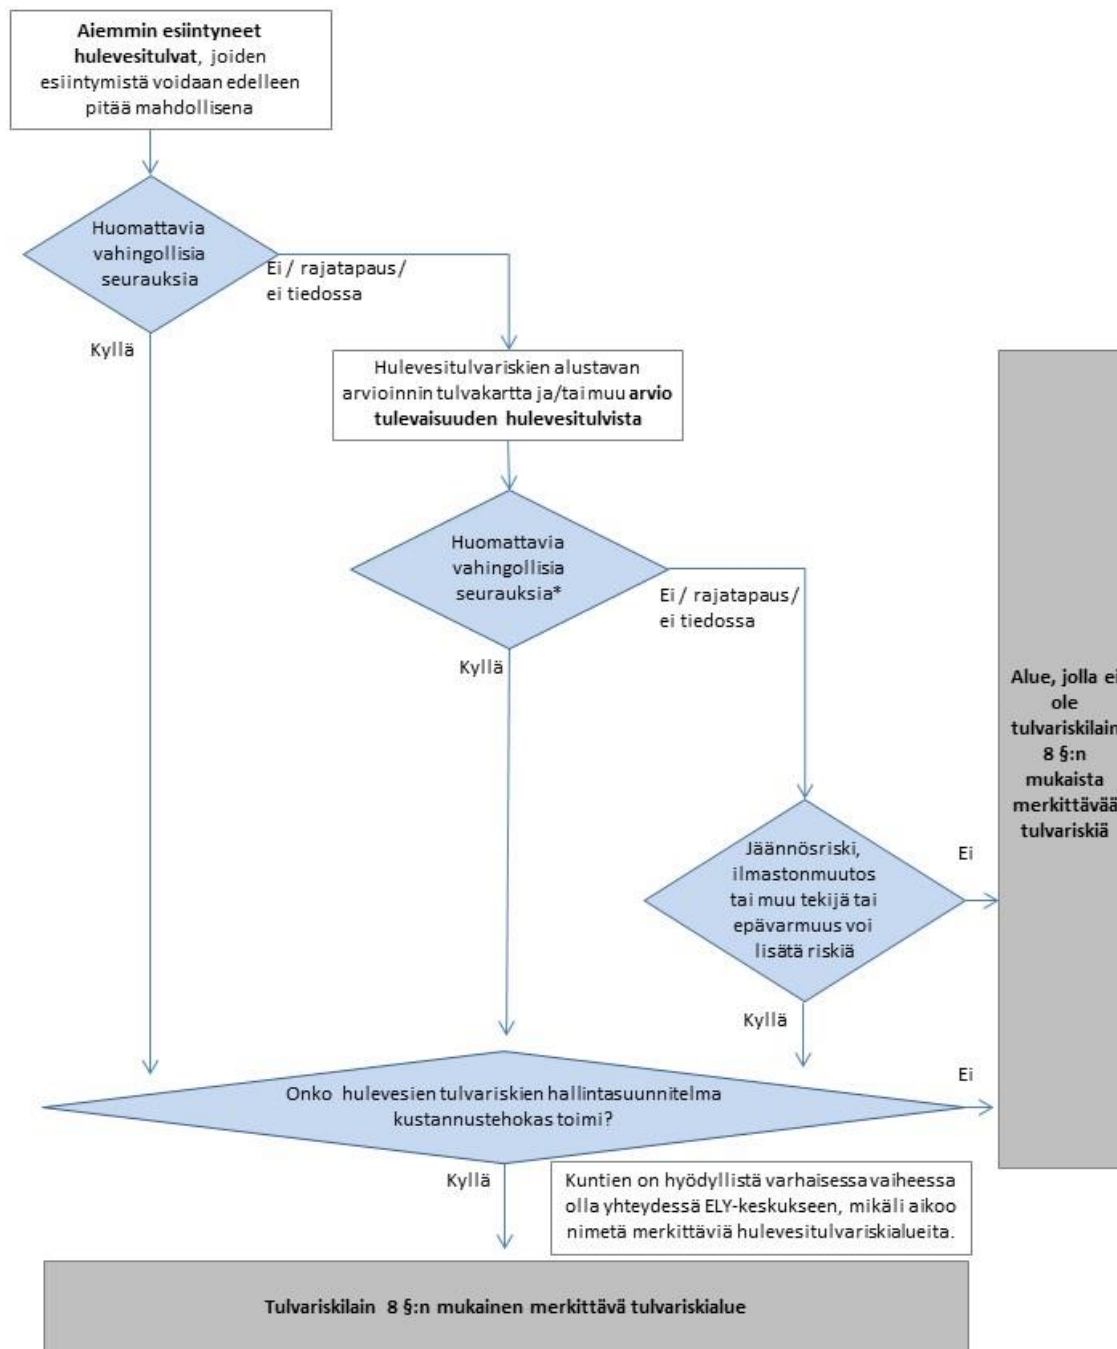 Aiemmin esiintyneet
hulevesitulvat, joiden
esiintymistä voidaan edelleen
pitää mahdollisena
Huomattavia
vahingollisia
seurauksia
Ei / rajatapaus/
ei tiedossa
Kyllä
Hulevesitulvariskien alustavan
arvioinnin tulvakartta ja/tai muu arvio
tulevaisuuden hulevesitulvista
Huomattavia
vahingollisia
seurauksia*
Ei / rajatapaus/
ei tiedossa
Kyllä
Alue, jolla ei
ole
tulvariskilain
8 §:n
mukaista
merkittävää
tulvariskiä
Jäännösriski,
ilmastonmuutos
tai muu tekijä tai
epävarmuus voi
lisätä riskiä
Ei
Kyllä
Onko hulevesien tulvariskien hallintasuunnitelma
kustannustehokas toimi?
Ei
Kyllä
Kuntien on hyödyllistä varhaisessa vaiheessa
olla yhteydessä ELY-keskukseen, mikäli aikoo
nimetä merkittäviä hulevesitulvariskialueita.
Tulvariskilain 8 §:n mukainen merkittävä tulvariskialue